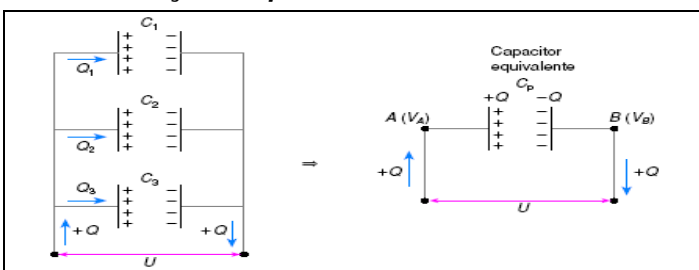 C1
+ −
+ −
+ −
+ −
Q1
C2
+ −
+ −
+ −
+ −
Q2
C3
+ −
+ −
+ −
+ −
Q3
+Q +Q
U
⇒
Capacitor
equivalente
CP
+Q −Q
+ −
+ −
+ −
+ −
A (VA) B (VB)
+Q +Q
U